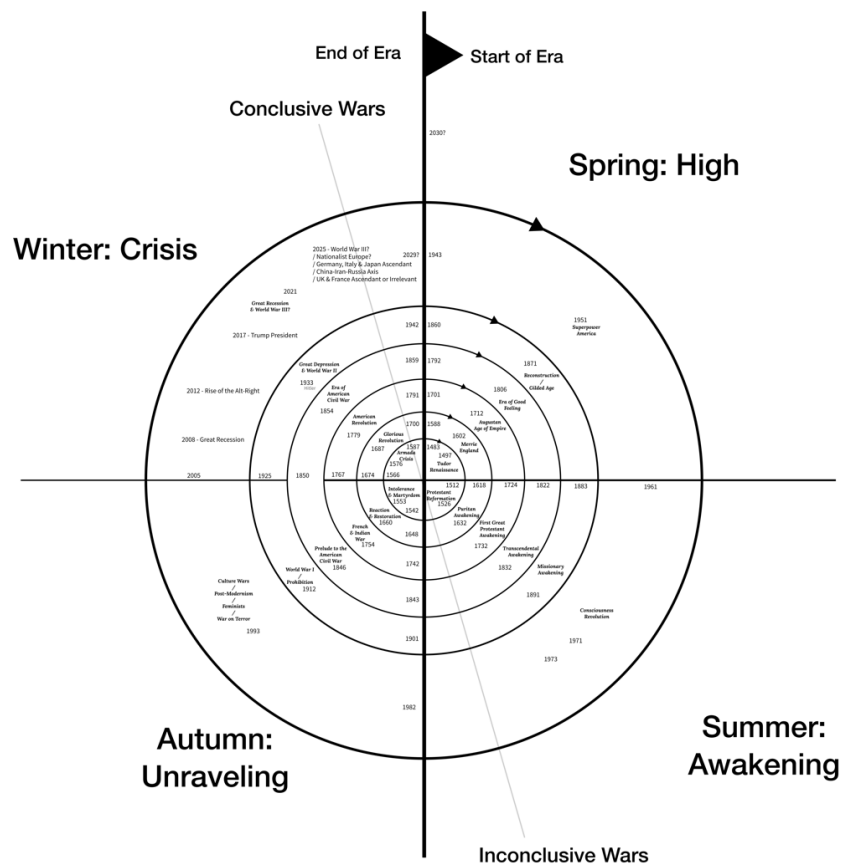 End of Era
Start of Era
Conclusive Wars
2030?
Spring: High
Winter: Crisis
2025 - World War III?
/ Nationalist Europe?
/ Germany, Italy & Japan Ascendant
/ China-Iran-Russia Axis
/ UK & France Ascendant or Irrelevant
2029?
1943
2021
Great Recession
& World War III?
2017 - Trump President
1951
Superpower
America
1942
1860
Great Depression
& World War II
1933
1859
1792
1871
Reconstruction
/
Gilded Age
2012 - Rise of the Alt-Right
Era of
American
Civil War
1854
1791
1701
1806
Era of Good
Feeling
American
Revolution
1779
1700
1588
1712
Augustan
Age of Empire
2008 - Great Recession
Glorious
Revolution
1687
1587
1483
1602
Merrie
England
Armada
Crisis
1576
1497
Tudor
Renaissance
2005
1925
1850
1767
1674
1566
1512
1618
1724
1822
1883
1961
Intolerance
& Martyrdom
1553
Protestant
Reformation
1526
1542
Reaction
& Restoration
1660
Puritan
Awakening
1632
1648
French
& Indian
War
1754
First Great
Protestant
Awakening
1732
1742
Prelude to the
American
Civil War
1846
Transcendental
Awakening
1832
1843
World War I
/
Prohibition
1912
Missionary
Awakening
1891
1901
Culture Wars
/
Post-Modernism
/
Feminists
/
War on Terror
1993
Consciousness
Revolution
1971
1973
1982
Autumn:
Unraveling
Summer:
Awakening
Inconclusive Wars